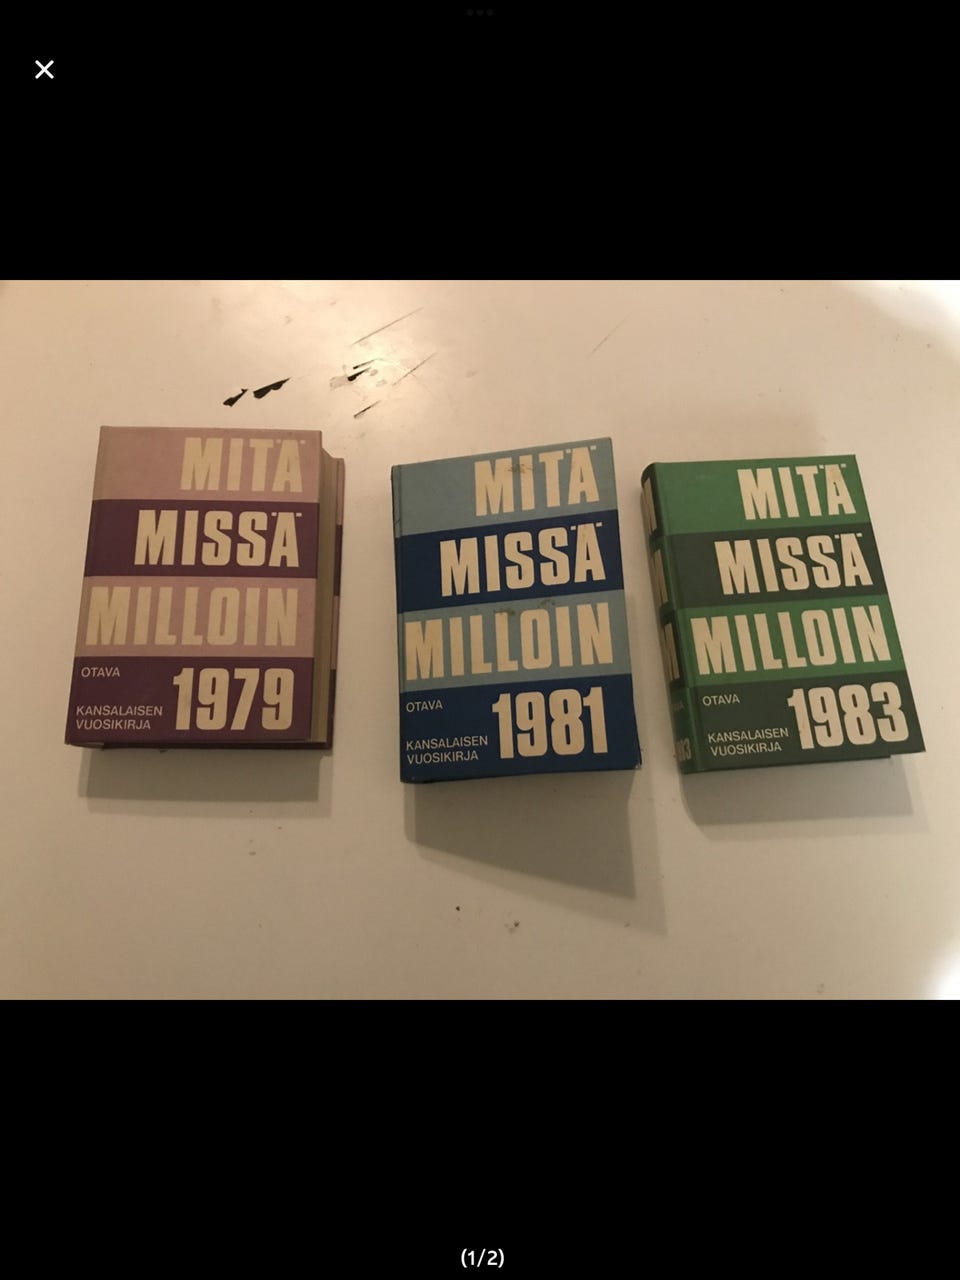 MITÄ
MISSÄ
MILLOIN
OTAVA
1979
KANSALAISEN
VUOSIKIRJA
MITÄ
MISSÄ
MILLOIN
OTAVA
1981
KANSALAISEN
VUOSIKIRJA
MITÄ
MISSÄ
MILLOIN
OTAVA
1983
KANSALAISEN
VUOSIKIRJA
(1/2)